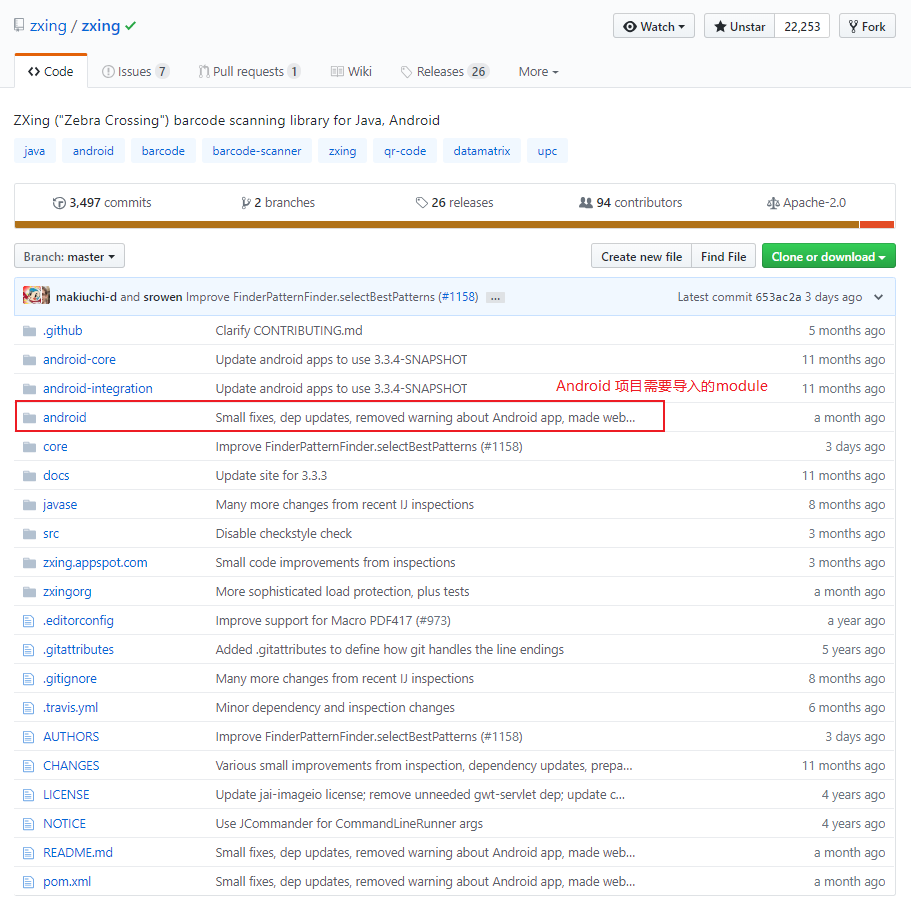 zxing / zxing
Watch Unstar 22,253 Fork
Code Issues 7 Pull requests 1 Wiki Releases 26 More
ZXing ("Zebra Crossing") barcode scanning library for Java, Android
java android barcode barcode-scanner zxing qr-code datamatrix upc
3,497 commits 2 branches 26 releases 94 contributors Apache-2.0
Branch: master Create new file Find File Clone or download
makiuchi-d and srowen Improve FinderPatternFinder.selectBestPatterns (#1158) ... Latest commit 653ac2a 3 days ago
.github Clarify CONTRIBUTING.md 5 months ago
android-core Update android apps to use 3.3.4-SNAPSHOT 11 months ago
android-integration Update android apps to use 3.3.4-SNAPSHOT Android 项目需要导入的module 11 months ago
android Small fixes, dep updates, removed warning about Android app, made web... a month ago
core Improve FinderPatternFinder.selectBestPatterns (#1158) 3 days ago
docs Update site for 3.3.3 11 months ago
javase Many more changes from recent IJ inspections 8 months ago
src Disable checkstyle check 3 months ago
zxing.appspot.com Small code improvements from inspections 3 months ago
zxingorg More sophisticated load protection, plus tests a month ago
.editorconfig Improve support for Macro PDF417 (#973) a year ago
.gitattributes Added .gitattributes to define how git handles the line endings 5 years ago
.gitignore Many more changes from recent IJ inspections 8 months ago
.travis.yml Minor dependency and inspection changes 6 months ago
AUTHORS Improve FinderPatternFinder.selectBestPatterns (#1158) 3 days ago
CHANGES Various small improvements from inspection, dependency updates, prepa... 11 months ago
LICENSE Update jai-imageio license; remove unneeded gwt-servlet dep; update c... 4 years ago
NOTICE Use JCommander for CommandLineRunner args 4 years ago
README.md Small fixes, dep updates, removed warning about Android app, made web... a month ago
pom.xml Small fixes, dep updates, removed warning about Android app, made web... a month ago